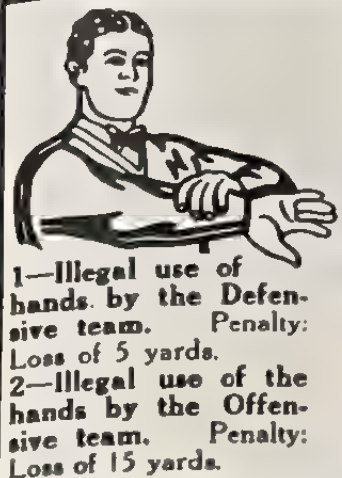 1—Illegal use of
hands. by the Defen-
sive team. Penalty:
Loss of 5 yards.
2—Illegal use of the
hands by the Offen-
sive team. Penalty:
Loss of 15 yards.